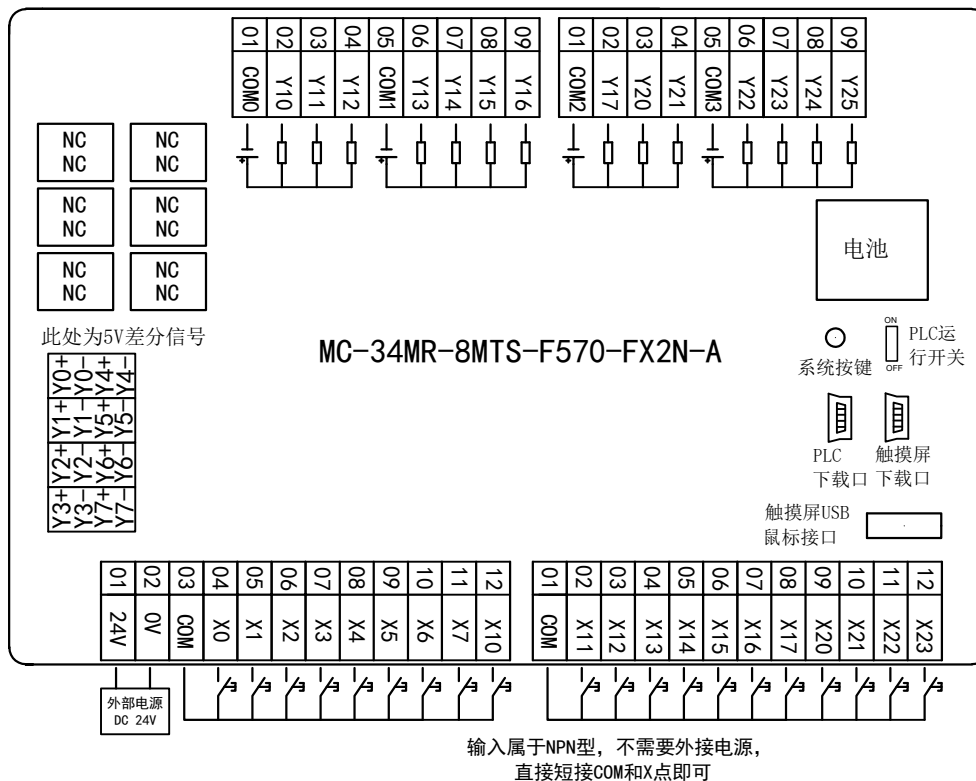 01 02 03 04 05 06 07 08 09
COM0 Y10 Y11 Y12 COM1 Y13 Y14 Y15 Y16
01 02 03 04 05 06 07 08 09
COM2 Y17 Y20 Y21 COM3 Y22 Y23 Y24 Y25
NC NC
NC NC
NC NC
NC NC
NC NC
NC NC
电池
此处为5V差分信号
Y0+ Y0- Y4+ Y4-
Y1+ Y1- Y5+ Y5-
Y2+ Y2- Y6+ Y6-
Y3+ Y3- Y7+ Y7-
MC-34MR-8MTS-F570-FX2N-A
系统按键
ON
OFF
PLC运
行开关
PLC
下载口
触摸屏
下载口
触摸屏USB
鼠标接口
01 02 03 04 05 06 07 08 09 10 11 12
24V 0V COM X0 X1 X2 X3 X4 X5 X6 X7 X10
01 02 03 04 05 06 07 08 09 10 11 12
COM X11 X12 X13 X14 X15 X16 X17 X20 X21 X22 X23
外部电源
DC 24V
输入属于NPN型，不需要外接电源，
直接短接COM和X点即可